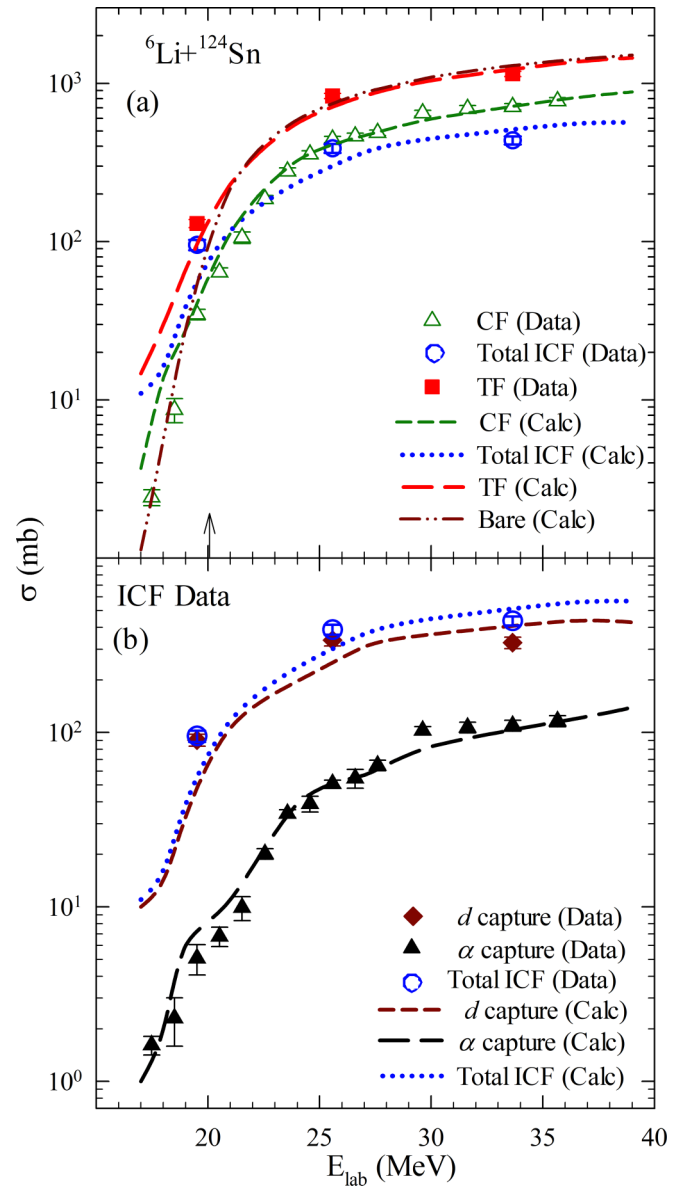 ⁶Li+¹²⁴Sn
(a)
10³
10²
10¹
CF (Data)
Total ICF (Data)
TF (Data)
CF (Calc)
Total ICF (Calc)
TF (Calc)
Bare (Calc)
σ (mb)
ICF Data
(b)
10²
10¹
10⁰
d capture (Data)
α capture (Data)
Total ICF (Data)
d capture (Calc)
α capture (Calc)
Total ICF (Calc)
20 25 30 35 40
E_lab (MeV)